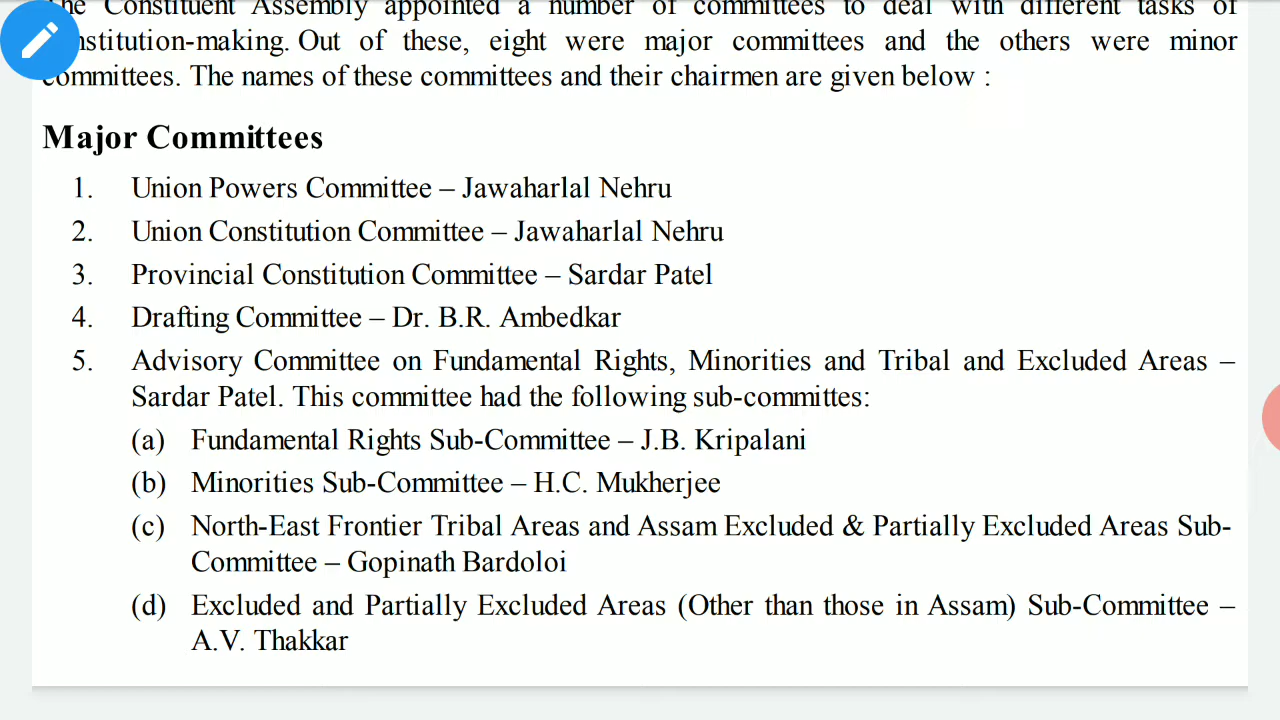 The Constituent Assembly appointed a number of committees to deal with different tasks of
constitution-making. Out of these, eight were major committees and the others were minor
committees. The names of these committees and their chairmen are given below :
Major Committees
1. Union Powers Committee – Jawaharlal Nehru
2. Union Constitution Committee – Jawaharlal Nehru
3. Provincial Constitution Committee – Sardar Patel
4. Drafting Committee – Dr. B.R. Ambedkar
5. Advisory Committee on Fundamental Rights, Minorities and Tribal and Excluded Areas –
Sardar Patel. This committee had the following sub-committes:
(a) Fundamental Rights Sub-Committee – J.B. Kripalani
(b) Minorities Sub-Committee – H.C. Mukherjee
(c) North-East Frontier Tribal Areas and Assam Excluded & Partially Excluded Areas Sub-
Committee – Gopinath Bardoloi
(d) Excluded and Partially Excluded Areas (Other than those in Assam) Sub-Committee –
A.V. Thakkar